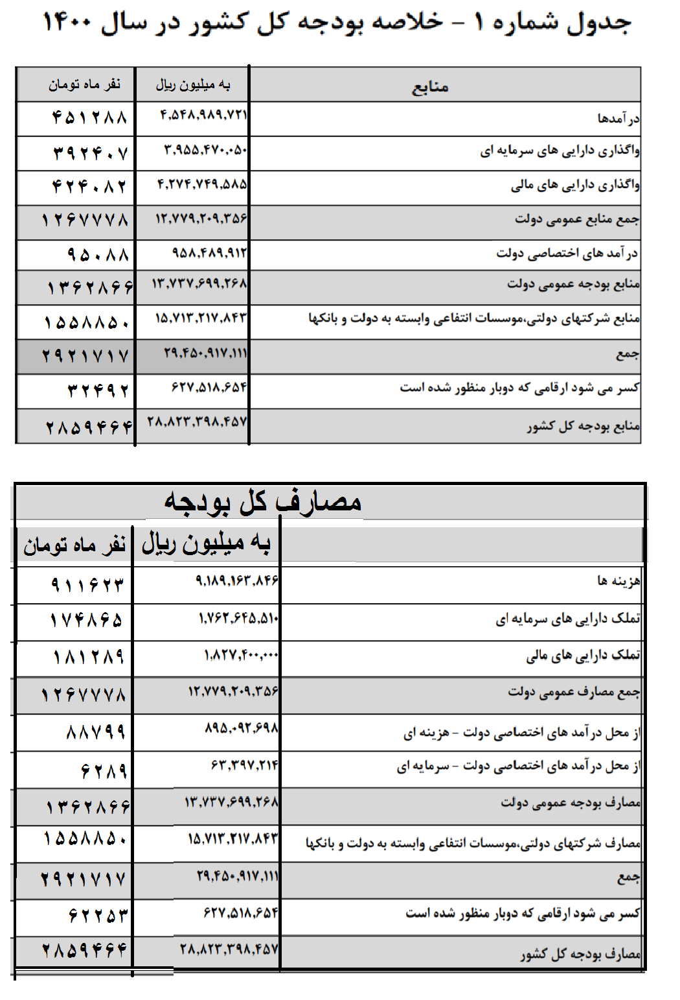 جدول شماره ۱ - خلاصه بودجه کل کشور در سال ۱۴۰۰
منابع به میلیون ریال نفر ماه تومان
درآمدها ۴,۵۴۸,۹۸۹,۷۲۱ ۴۵۱۲۸۸
واگذاری دارایی های سرمایه ای ۳,۹۵۵,۴۷۰,۰۵۰ ۳۹۲۴۰۷
واگذاری دارایی های مالی ۴,۲۷۴,۷۴۹,۵۸۵ ۴۲۴۰۸۲
جمع منابع عمومی دولت ۱۲,۷۷۹,۲۰۹,۳۵۶ ۱۲۶۷۷۷۸
درآمد های اختصاصی دولت ۹۵۸,۴۸۹,۹۱۲ ۹۵۰۸۸
منابع بودجه عمومی دولت ۱۳,۷۳۷,۶۹۹,۲۶۸ ۱۳۶۲۸۶۶
منابع شرکتهای دولتی،موسسات انتفاعی وابسته به دولت و بانکها ۱۵,۷۱۳,۲۱۷,۸۴۳ ۱۵۵۸۸۵۰
جمع ۲۹,۴۵۰,۹۱۷,۱۱۱ ۲۹۲۱۷۱۷
کسر می شود ارقامی که دوبار منظور شده است ۶۲۷,۵۱۸,۶۵۴ ۳۲۴۹۲
منابع بودجه کل کشور ۲۸,۸۲۳,۳۹۸,۴۵۷ ۲۸۵۹۴۶۴
مصارف کل بودجه
به میلیون ریال نفر ماه تومان
هزینه ها ۹,۱۸۹,۱۶۳,۸۴۶ ۹۱۱۶۲۳
تملک دارایی های سرمایه ای ۱,۷۶۲,۶۴۵,۵۱۰ ۱۷۴۸۶۵
تملک دارایی های مالی ۱,۸۲۷,۴۰۰,۰۰۰ ۱۸۱۲۸۹
جمع مصارف عمومی دولت ۱۲,۷۷۹,۲۰۹,۳۵۶ ۱۲۶۷۷۷۸
از محل درآمد های اختصاصی دولت - هزینه ای ۸۹۵,۰۹۲,۶۹۸ ۸۸۷۹۹
از محل درآمد های اختصاصی دولت - سرمایه ای ۶۳,۳۹۷,۲۱۴ ۶۲۸۹
مصارف بودجه عمومی دولت ۱۳,۷۳۷,۶۹۹,۲۶۸ ۱۳۶۲۸۶۶
مصارف شرکتهای دولتی،موسسات انتفاعی وابسته به دولت و بانکها ۱۵,۷۱۳,۲۱۷,۸۴۳ ۱۵۵۸۸۵۰
جمع ۲۹,۴۵۰,۹۱۷,۱۱۱ ۲۹۲۱۷۱۷
کسر می شود ارقامی که دوبار منظور شده است ۶۲۷,۵۱۸,۶۵۴ ۶۲۲۵۳
مصارف بودجه کل کشور ۲۸,۸۲۳,۳۹۸,۴۵۷ ۲۸۵۹۴۶۴